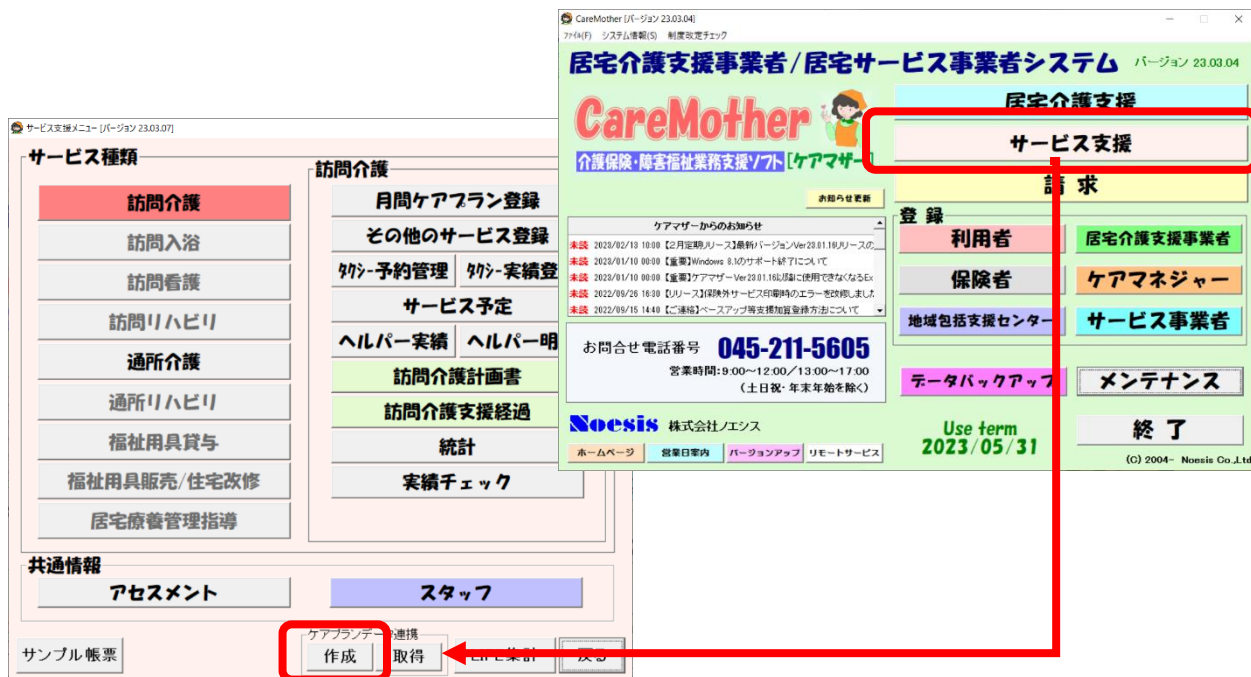 CareMother [バージョン 23.03.04]
ファイル(F) システム情報(S) 制度改定チェック
居宅介護支援事業者/居宅サービス事業者システム バージョン 23.03.04
CareMother
介護保険・障害福祉業務支援ソフト [ケアマザー]
お知らせ更新
ケアマザーからのお知らせ
未読 2023/02/13 10:00 【2月定期リリース】最新バージョンVer23.01.16リリースの
未読 2023/01/10 00:00 【重要】Windows 8.1のサポート終了について
未読 2023/01/10 00:00 【重要】ケアマザーVer23.01.16以降に使用できなくなるEx
未読 2022/09/26 16:30 【リリース】保険外サービス印刷時のエラーを改修しました
未読 2022/09/15 14:40 【ご連絡】ベースアップ等支援加算登録方法について
お問合せ電話番号 045-211-5605
営業時間:9:00~12:00/13:00~17:00
(土日祝・年末年始を除く)
Noesis 株式会社ノエシス
ホームページ 営業日案内 バージョンアップ リモートサービス
居宅介護支援
サービス支援
請 求
登 録
利用者 居宅介護支援事業者
保険者 ケアマネジャー
地域包括支援センター サービス事業者
データバックアップ メンテナンス
Use term
2023/05/31
終 了
(C) 2004- Noesis Co.,Ltd
サービス支援メニュー [バージョン 23.03.07]
サービス種類
訪問介護
訪問入浴
訪問看護
訪問リハビリ
通所介護
通所リハビリ
福祉用具貸与
福祉用具販売/住宅改修
居宅療養管理指導
訪問介護
月間ケアプラン登録
その他のサービス登録
タクシー予約管理 タクシー実績登
サービス予定
ヘルパー実績 ヘルパー明
訪問介護計画書
訪問介護支援経過
統計
実績チェック
共通情報
アセスメント スタッフ
ケアプランデータ連携
サンプル帳票 作成 取得 LIFE集計 戻る